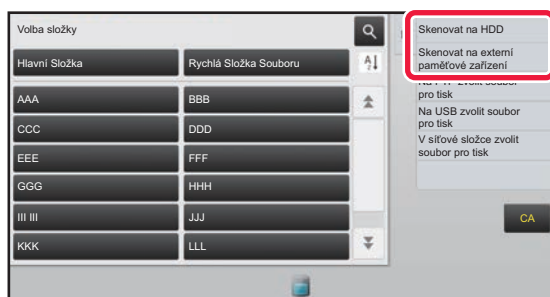 Volba složky
Hlavní Složka
Rychlá Složka Souboru
AAA
BBB
CCC
DDD
EEE
FFF
GGG
HHH
III III
JJJ
KKK
LLL
Skenovat na HDD
Skenovat na externí
paměťové zařízení
pro tisk
Na USB zvolit soubor
pro tisk
V síťové složce zvolit
soubor pro tisk
CA